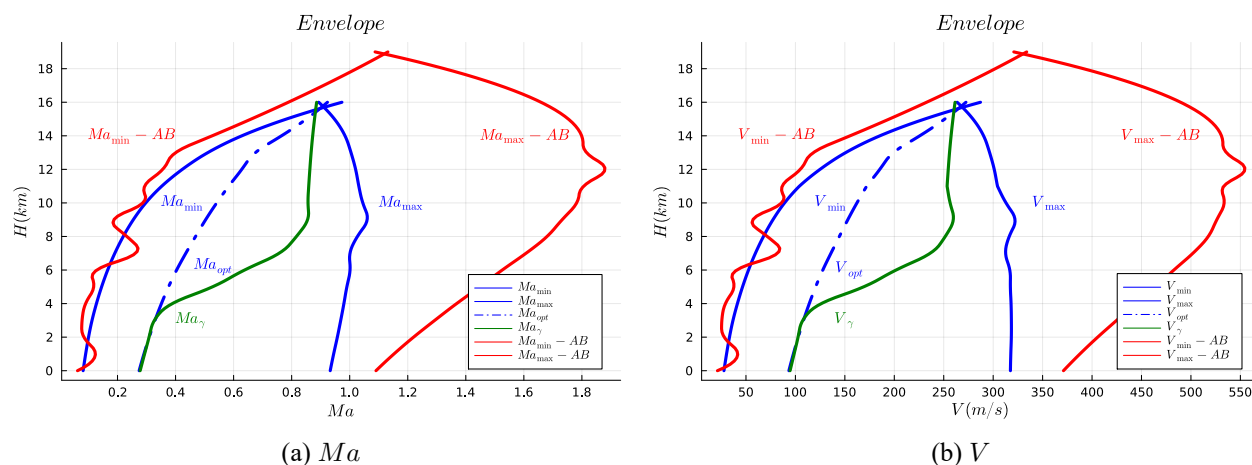 Envelope
18
16
14
12
10
8
6
4
2
0
H(km)
Ma_min − AB
Ma_max − AB
Ma_min
Ma_max
Ma_opt
Ma_γ
Ma_min
Ma_max
Ma_opt
Ma_γ
Ma_min − AB
Ma_max − AB
0.2 0.4 0.6 0.8 1.0 1.2 1.4 1.6 1.8
Ma
(a) Ma
Envelope
18
16
14
12
10
8
6
4
2
0
H(km)
V_min − AB
V_max − AB
V_min
V_max
V_opt
V_γ
V_min
V_max
V_opt
V_γ
V_min − AB
V_max − AB
50 100 150 200 250 300 350 400 450 500 550
V(m/s)
(b) V